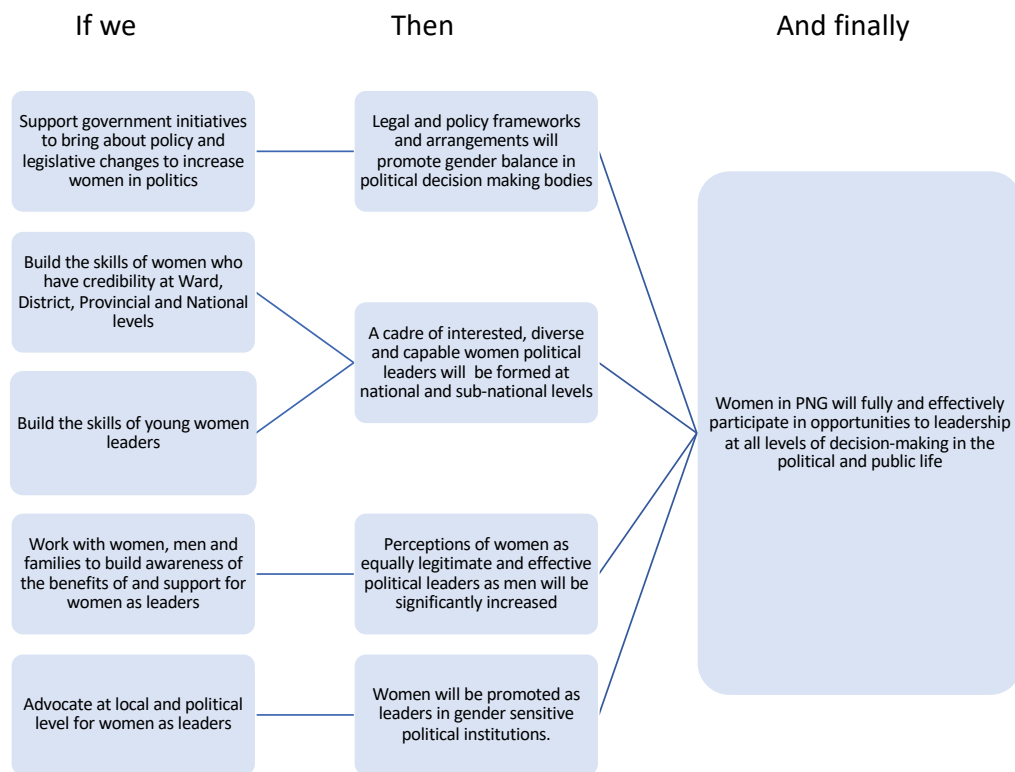 If we
Then
And finally
Support government initiatives
to bring about policy and
legislative changes to increase
women in politics
Legal and policy frameworks
and arrangements will
promote gender balance in
political decision making bodies
Build the skills of women who
have credibility at Ward,
District, Provincial and National
levels
Build the skills of young women
leaders
A cadre of interested, diverse
and capable women political
leaders will be formed at
national and sub-national levels
Work with women, men and
families to build awareness of
the benefits of and support for
women as leaders
Perceptions of women as
equally legitimate and effective
political leaders as men will be
significantly increased
Advocate at local and political
level for women as leaders
Women will be promoted as
leaders in gender sensitive
political institutions.
Women in PNG will fully and effectively
participate in opportunities to leadership
at all levels of decision-making in the
political and public life